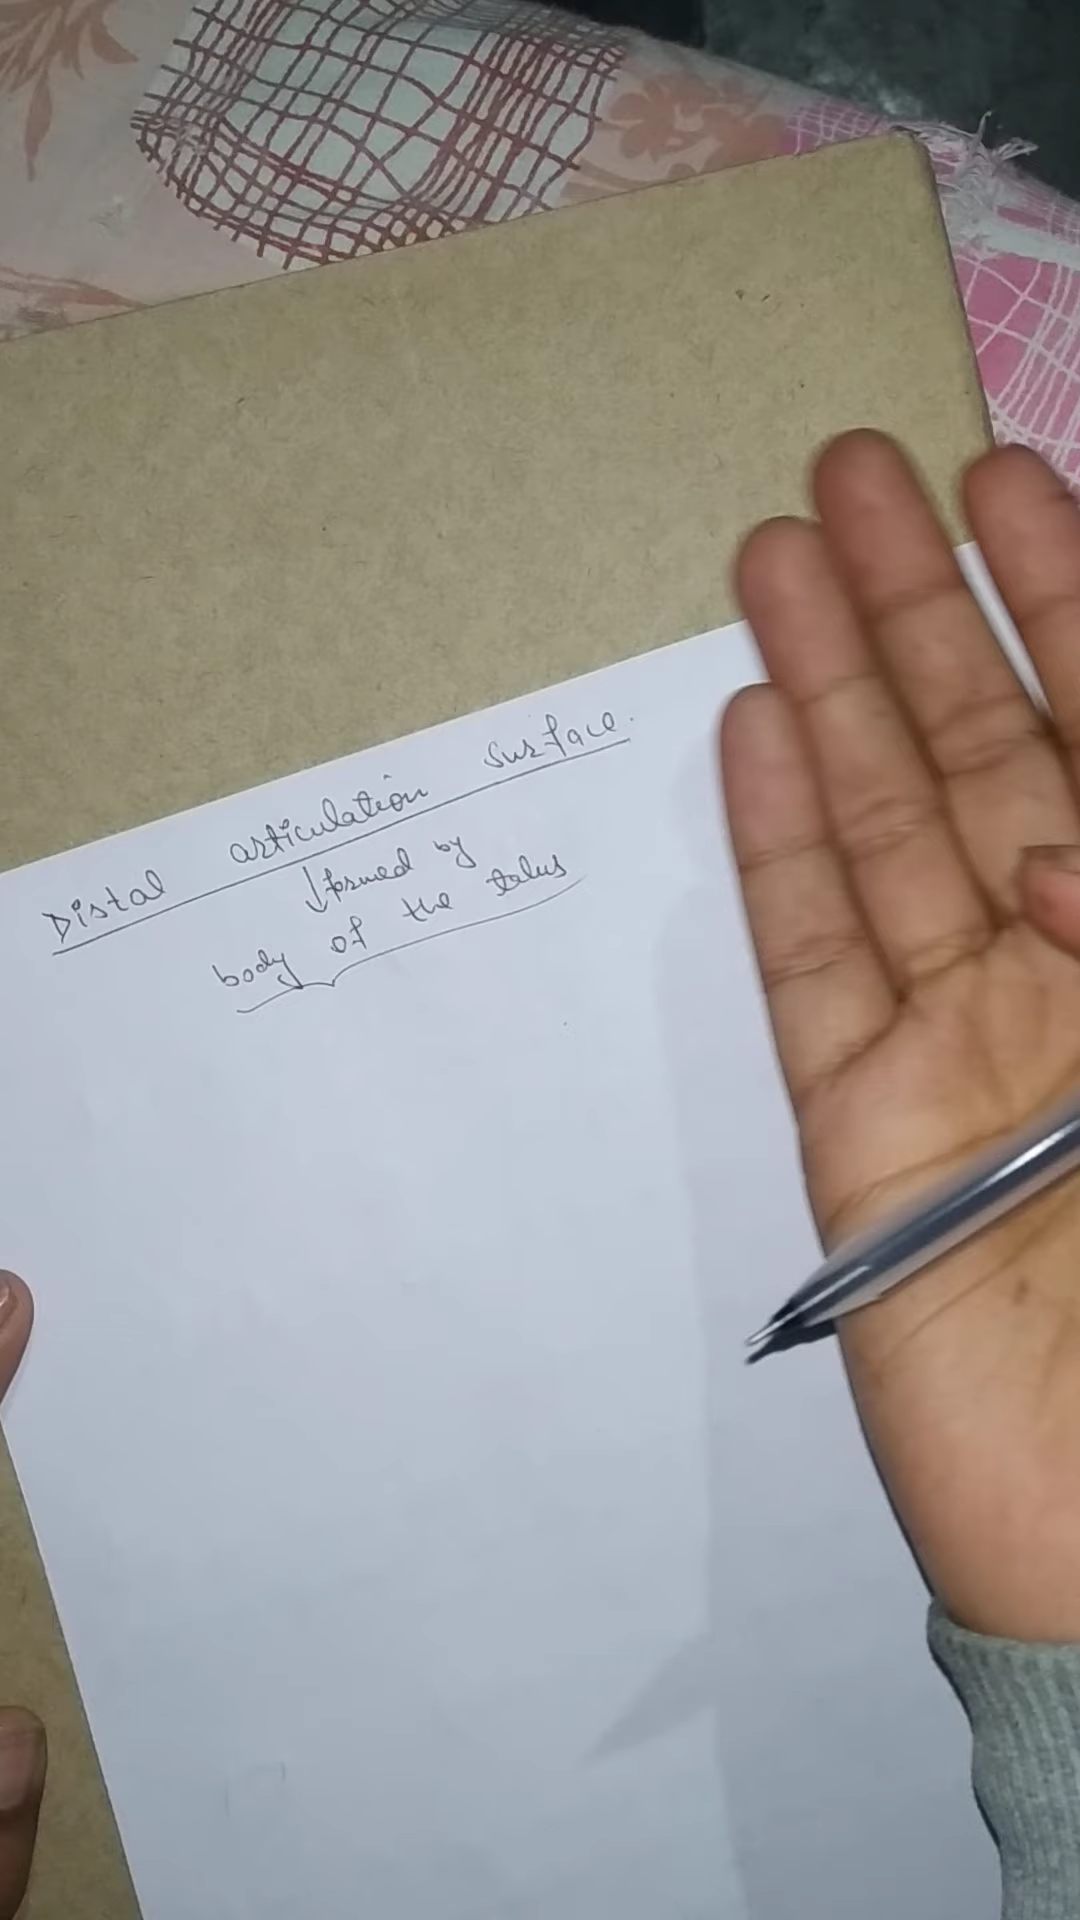 Distal articulation surface.
↓ formed by
body of the talus